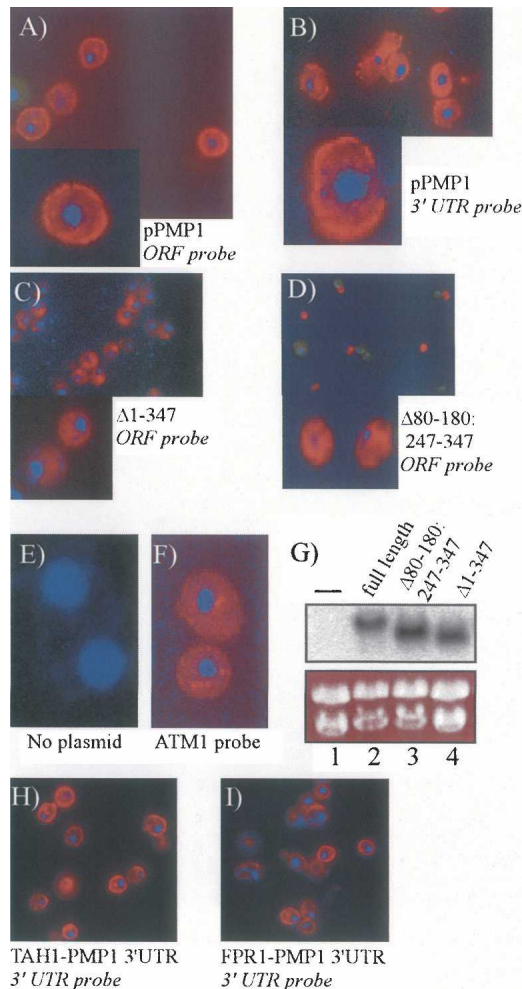 A)
B)
pPMP1
ORF probe
pPMP1
3' UTR probe
C)
D)
Δ1-347
ORF probe
Δ80-180:
247-347
ORF probe
E)
F)
G)
full length
Δ80-180:
247-347
Δ1-347
No plasmid
ATM1 probe
1 2 3 4
H)
I)
TAH1-PMP1 3'UTR
3' UTR probe
FPR1-PMP1 3'UTR
3' UTR probe